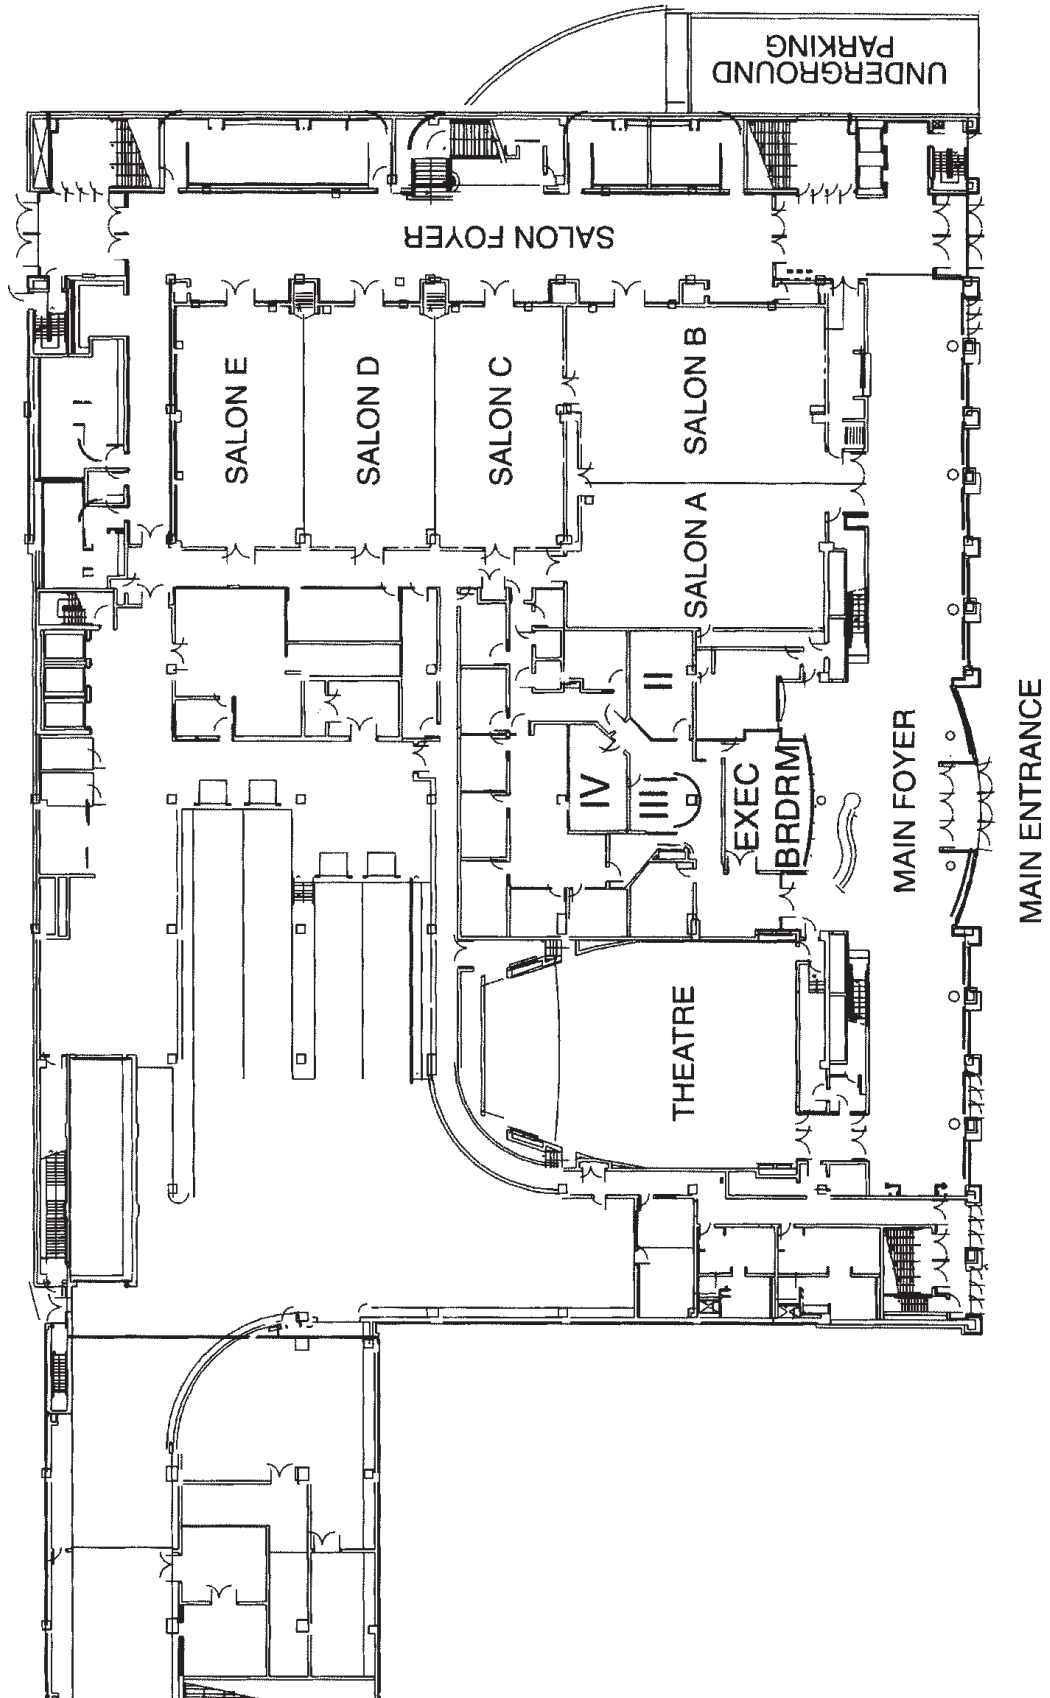 UNDERGROUND
PARKING
SALON FOYER
SALON E
SALON D
SALON C
SALON B
SALON A
I
II
III
IV
EXEC
BRDRM
MAIN FOYER
MAIN ENTRANCE
THEATRE